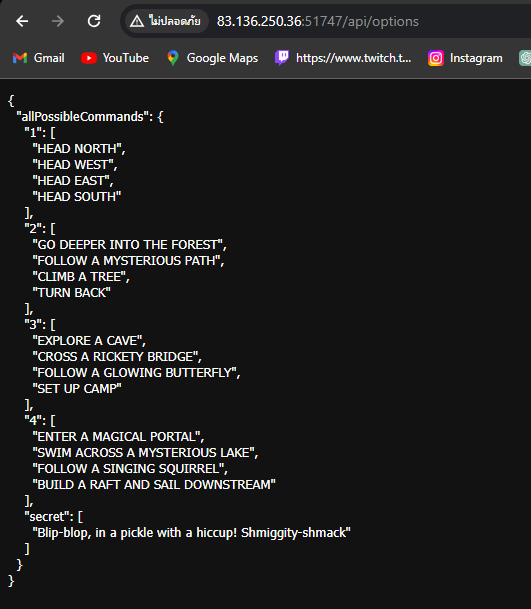 ไม่ปลอดภัย 83.136.250.36:51747/api/options
Gmail YouTube Google Maps https://www.twitch.t... Instagram
{
"allPossibleCommands": {
"1": [
"HEAD NORTH",
"HEAD WEST",
"HEAD EAST",
"HEAD SOUTH"
],
"2": [
"GO DEEPER INTO THE FOREST",
"FOLLOW A MYSTERIOUS PATH",
"CLIMB A TREE",
"TURN BACK"
],
"3": [
"EXPLORE A CAVE",
"CROSS A RICKETY BRIDGE",
"FOLLOW A GLOWING BUTTERFLY",
"SET UP CAMP"
],
"4": [
"ENTER A MAGICAL PORTAL",
"SWIM ACROSS A MYSTERIOUS LAKE",
"FOLLOW A SINGING SQUIRREL",
"BUILD A RAFT AND SAIL DOWNSTREAM"
],
"secret": [
"Blip-blop, in a pickle with a hiccup! Shmiggity-shmack"
]
}
}